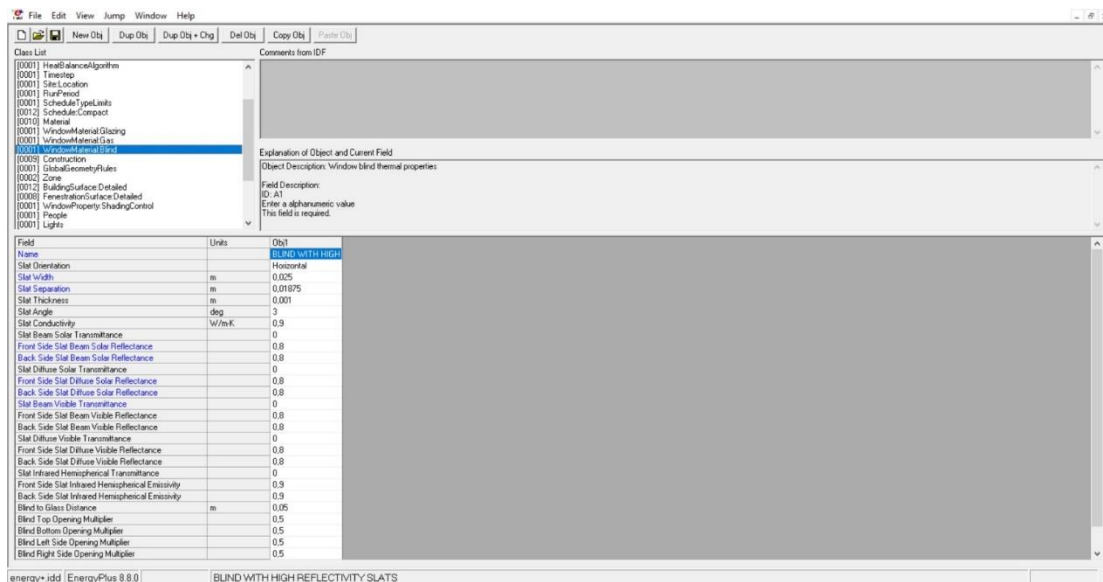 File Edit View Jump Window Help
New Obj Dup Obj Dup Obj + Chg Del Obj Copy Obj Paste Obj
Class List
[0001] HeatBalanceAlgorithm
[0001] Timestep
[0001] Site:Location
[0001] RunPeriod
[0001] ScheduleTypeLimits
[0012] Schedule:Compact
[0010] Material
[0001] WindowMaterial:Glazing
[0001] WindowMaterial:Gas
[0001] WindowMaterial:Blind
[0009] Construction
[0001] GlobalGeometryRules
[0002] Zone
[0012] BuildingSurface:Detailed
[0008] FenestrationSurface:Detailed
[0001] WindowProperty:ShadingControl
[0001] People
[0001] Lights
Comments from IDF
Explanation of Object and Current Field
Object Description: Window blind thermal properties
Field Description:
ID: A1
Enter a alphanumeric value
This field is required.
Field Units Obj1
Name BLIND WITH HIGH
Slat Orientation Horizontal
Slat Width m 0,025
Slat Separation m 0,01875
Slat Thickness m 0,001
Slat Angle deg 3
Slat Conductivity W/m-K 0,9
Slat Beam Solar Transmittance 0
Front Side Slat Beam Solar Reflectance 0,8
Back Side Slat Beam Solar Reflectance 0,8
Slat Diffuse Solar Transmittance 0
Front Side Slat Diffuse Solar Reflectance 0,8
Back Side Slat Diffuse Solar Reflectance 0,8
Slat Beam Visible Transmittance 0
Front Side Slat Beam Visible Reflectance 0,8
Back Side Slat Beam Visible Reflectance 0,8
Slat Diffuse Visible Transmittance 0
Front Side Slat Diffuse Visible Reflectance 0,8
Back Side Slat Diffuse Visible Reflectance 0,8
Slat Infrared Hemispherical Transmittance 0
Front Side Slat Infrared Hemispherical Emissivity 0,9
Back Side Slat Infrared Hemispherical Emissivity 0,9
Blind to Glass Distance m 0,05
Blind Top Opening Multiplier 0,5
Blind Bottom Opening Multiplier 0,5
Blind Left Side Opening Multiplier 0,5
Blind Right Side Opening Multiplier 0,5
energy+.idd EnergyPlus 8.8.0 BLIND WITH HIGH REFLECTIVITY SLATS